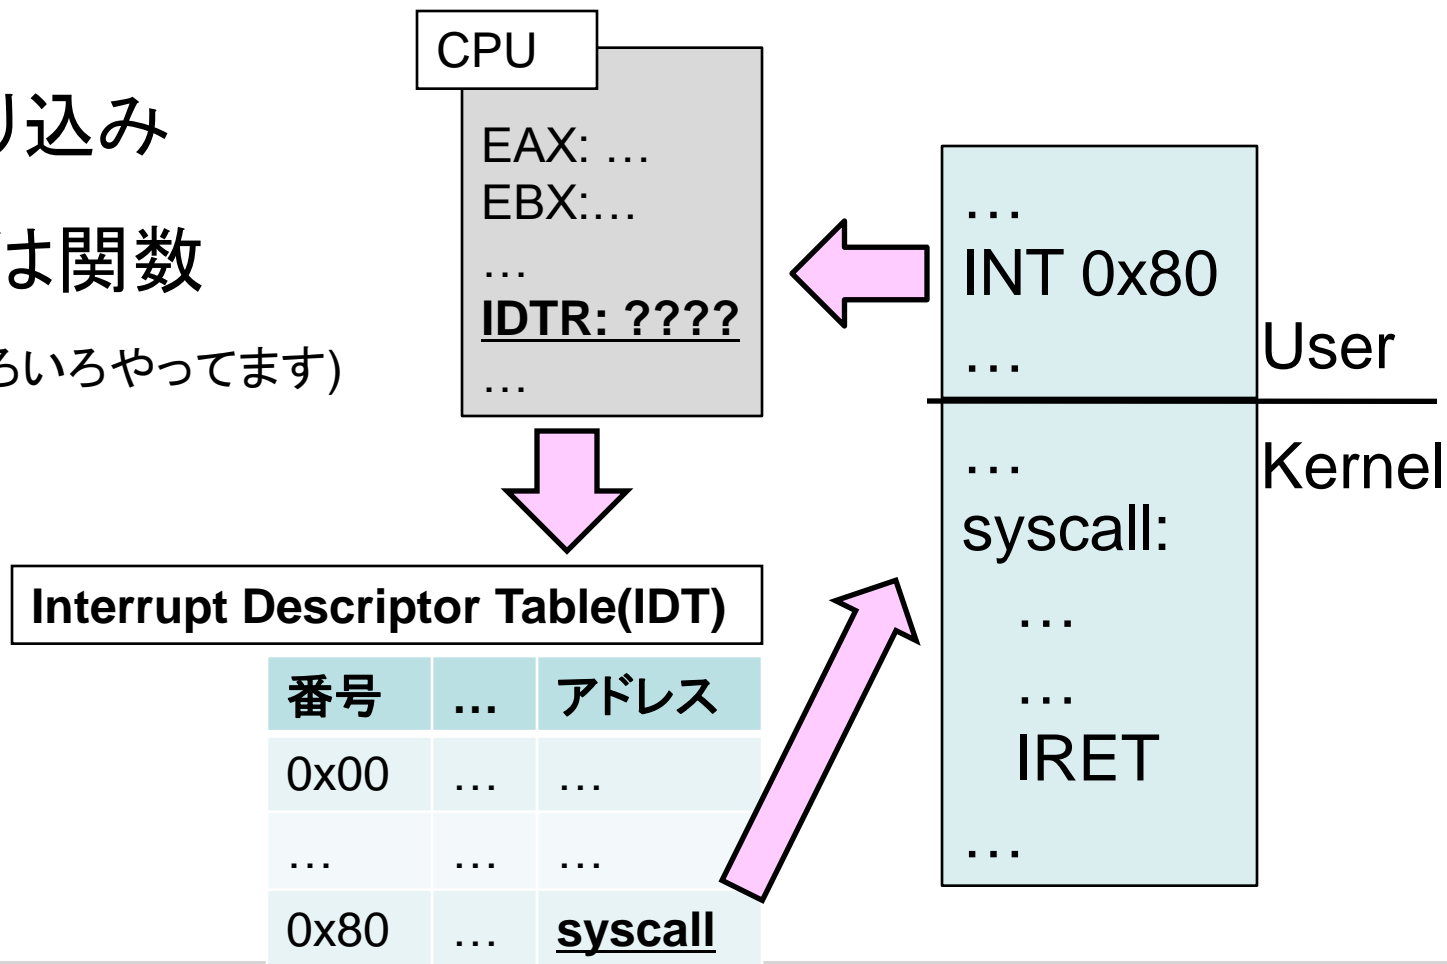 CPU
り込み
は関数
ろいろやってます)
EAX: …
EBX:…
…
IDTR: ????
…
…
INT 0x80
…
User
Kernel
…
syscall:
…
…
IRET
…
Interrupt Descriptor Table(IDT)
番号 … アドレス
0x00 … …
… … …
0x80 … syscall